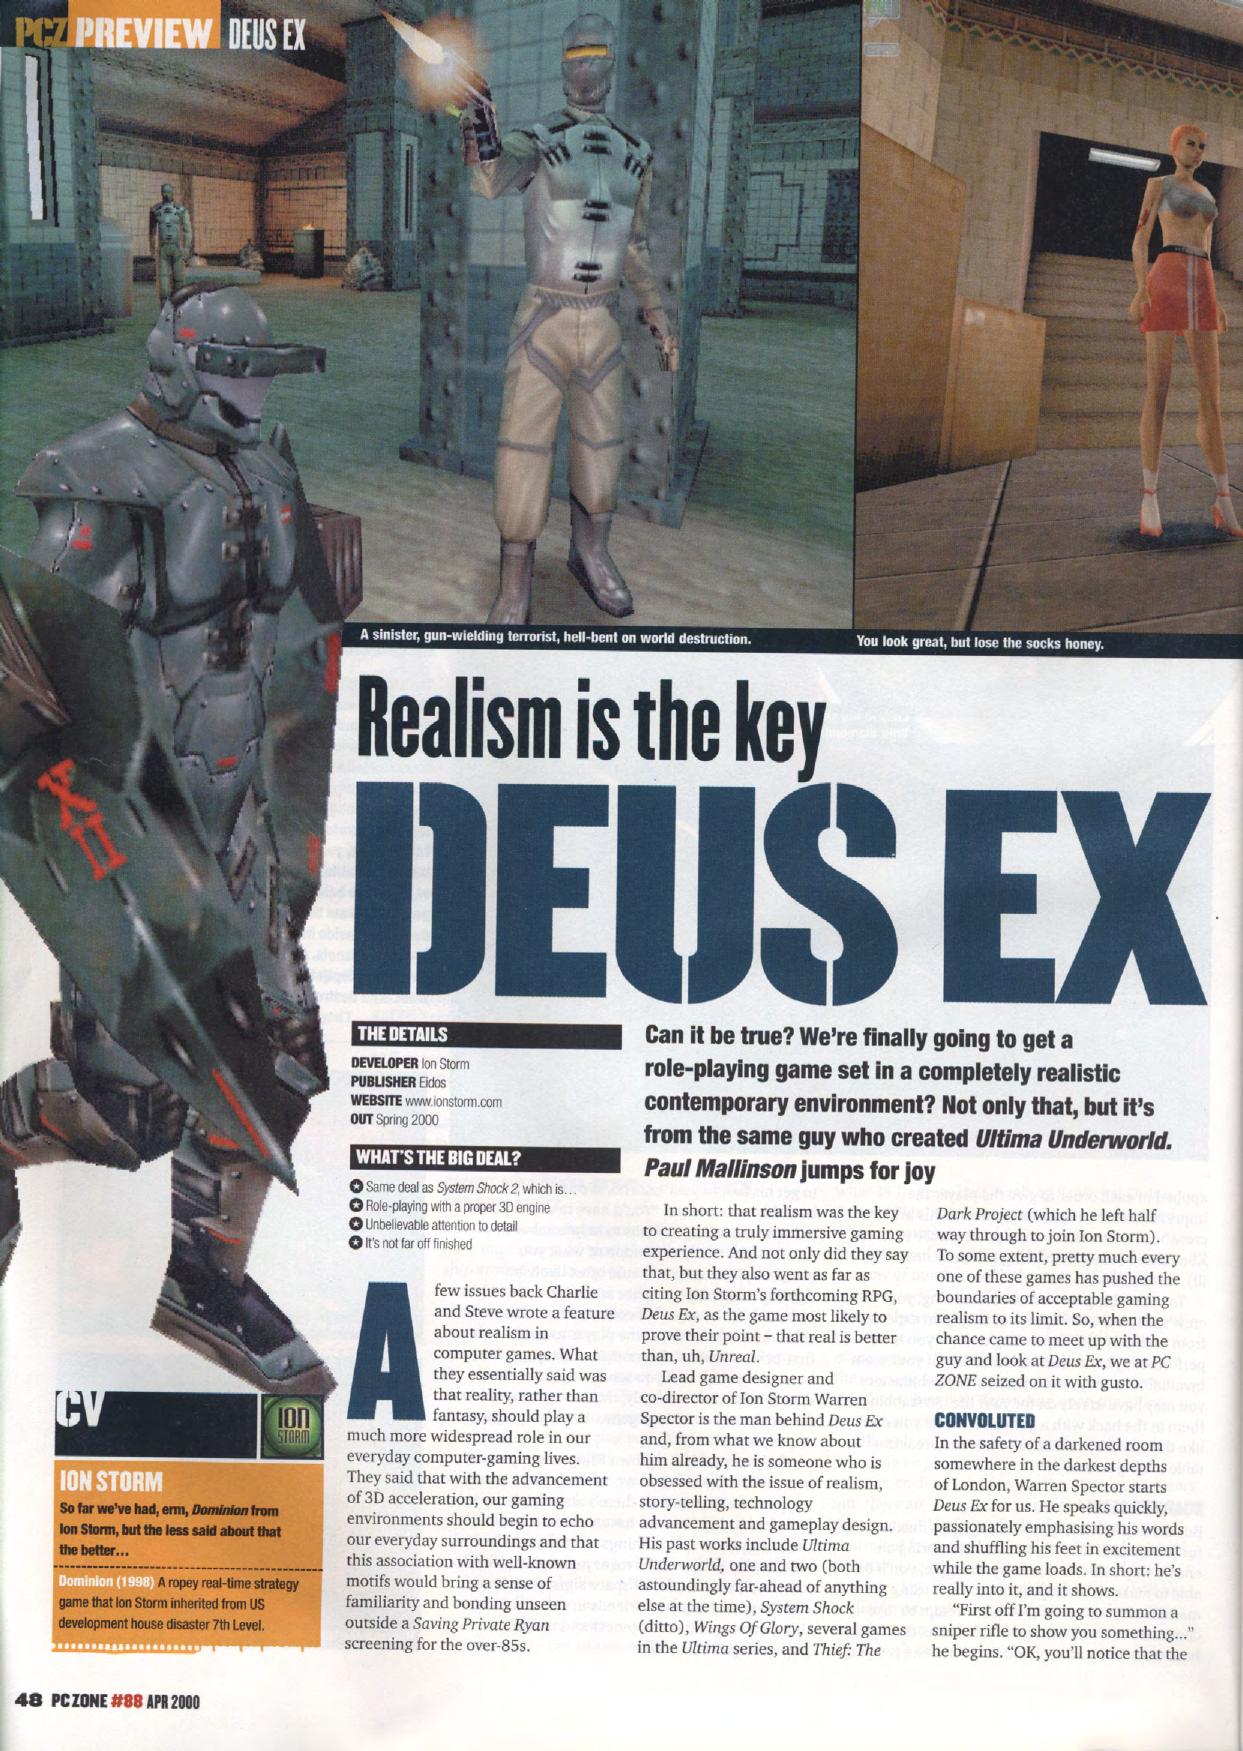 PCZ PREVIEW DEUS EX
A sinister, gun-wielding terrorist, hell-bent on world destruction.
You look great, but lose the socks honey.
Realism is the key
DEUS EX
THE DETAILS
DEVELOPER Ion Storm
PUBLISHER Eidos
WEBSITE www.ionstorm.com
OUT Spring 2000
WHAT'S THE BIG DEAL?
Same deal as System Shock 2, which is...
Role-playing with a proper 3D engine
Unbelievable attention to detail
It's not far off finished
Can it be true? We're finally going to get a
role-playing game set in a completely realistic
contemporary environment? Not only that, but it's
from the same guy who created Ultima Underworld.
Paul Mallinson jumps for joy
A few issues back Charlie
and Steve wrote a feature
about realism in
computer games. What
they essentially said was
that reality, rather than
fantasy, should play a
much more widespread role in our
everyday computer-gaming lives.
They said that with the advancement
of 3D acceleration, our gaming
environments should begin to echo
our everyday surroundings and that
this association with well-known
motifs would bring a sense of
familiarity and bonding unseen
outside a Saving Private Ryan
screening for the over-85s.
In short: that realism was the key
to creating a truly immersive gaming
experience. And not only did they say
that, but they also went as far as
citing Ion Storm's forthcoming RPG,
Deus Ex, as the game most likely to
prove their point – that real is better
than, uh, Unreal.
Lead game designer and
co-director of Ion Storm Warren
Spector is the man behind Deus Ex
and, from what we know about
him already, he is someone who is
obsessed with the issue of realism,
story-telling, technology
advancement and gameplay design.
His past works include Ultima
Underworld, one and two (both
astoundingly far-ahead of anything
else at the time), System Shock
(ditto), Wings Of Glory, several games
in the Ultima series, and Thief: The
Dark Project (which he left half
way through to join Ion Storm).
To some extent, pretty much every
one of these games has pushed the
boundaries of acceptable gaming
realism to its limit. So, when the
chance came to meet up with the
guy and look at Deus Ex, we at PC
ZONE seized on it with gusto.
CONVOLUTED
In the safety of a darkened room
somewhere in the darkest depths
of London, Warren Spector starts
Deus Ex for us. He speaks quickly,
passionately emphasising his words
and shuffling his feet in excitement
while the game loads. In short: he's
really into it, and it shows.
"First off I'm going to summon a
sniper rifle to show you something..."
he begins. "OK, you'll notice that the
CV
ION STORM
ION STORM
So far we've had, erm, Dominion from
Ion Storm, but the less said about that
the better...
Dominion (1998) A ropey real-time strategy
game that Ion Storm inherited from US
development house disaster 7th Level.
48 PC ZONE #88 APR 2000